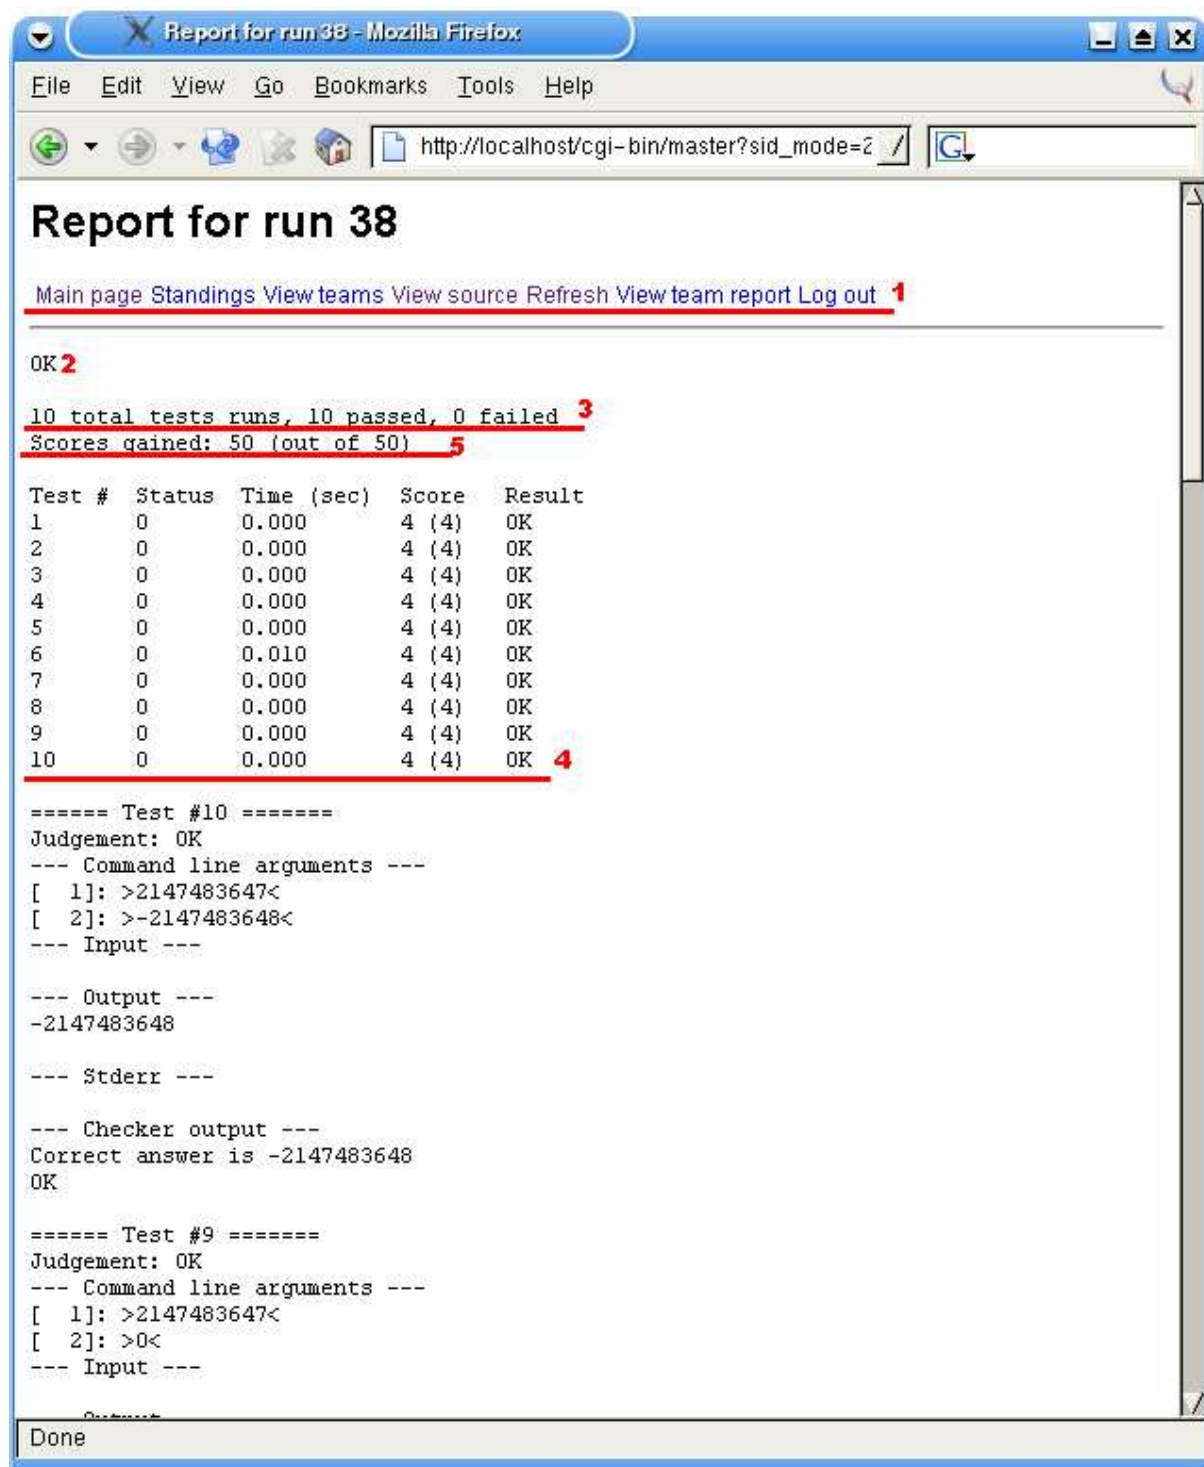 Report for run 38 - Mozilla Firefox
File Edit View Go Bookmarks Tools Help
http://localhost/cgi-bin/master?sid_mode=2
G
Report for run 38
Main page Standings View teams View source Refresh View team report Log out 1
OK 2
10 total tests runs, 10 passed, 0 failed 3
Scores gained: 50 (out of 50) 5
Test # Status Time (sec) Score Result
1 0 0.000 4 (4) OK
2 0 0.000 4 (4) OK
3 0 0.000 4 (4) OK
4 0 0.000 4 (4) OK
5 0 0.000 4 (4) OK
6 0 0.010 4 (4) OK
7 0 0.000 4 (4) OK
8 0 0.000 4 (4) OK
9 0 0.000 4 (4) OK
10 0 0.000 4 (4) OK 4
====== Test #10 =======
Judgement: OK
--- Command line arguments ---
[ 1]: >2147483647<
[ 2]: >-2147483648<
--- Input ---
--- Output ---
-2147483648
--- Stderr ---
--- Checker output ---
Correct answer is -2147483648
OK
====== Test #9 =======
Judgement: OK
--- Command line arguments ---
[ 1]: >2147483647<
[ 2]: >0<
--- Input ---
Done